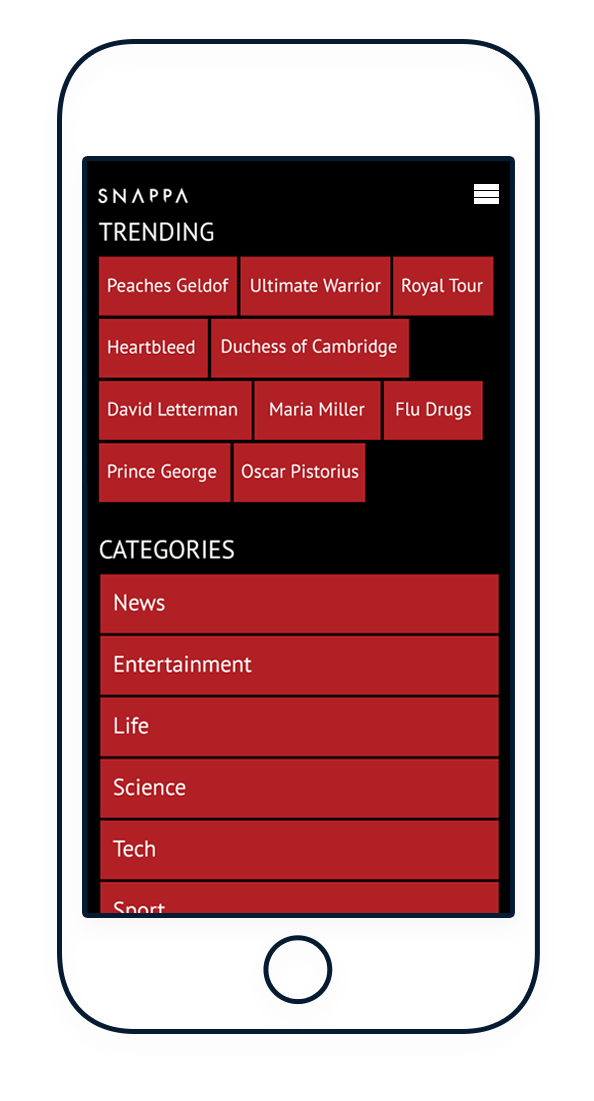 SNAPPA
TRENDING
Peaches Geldof Ultimate Warrior Royal Tour
Heartbleed Duchess of Cambridge
David Letterman Maria Miller Flu Drugs
Prince George Oscar Pistorius
CATEGORIES
News
Entertainment
Life
Science
Tech
Sport